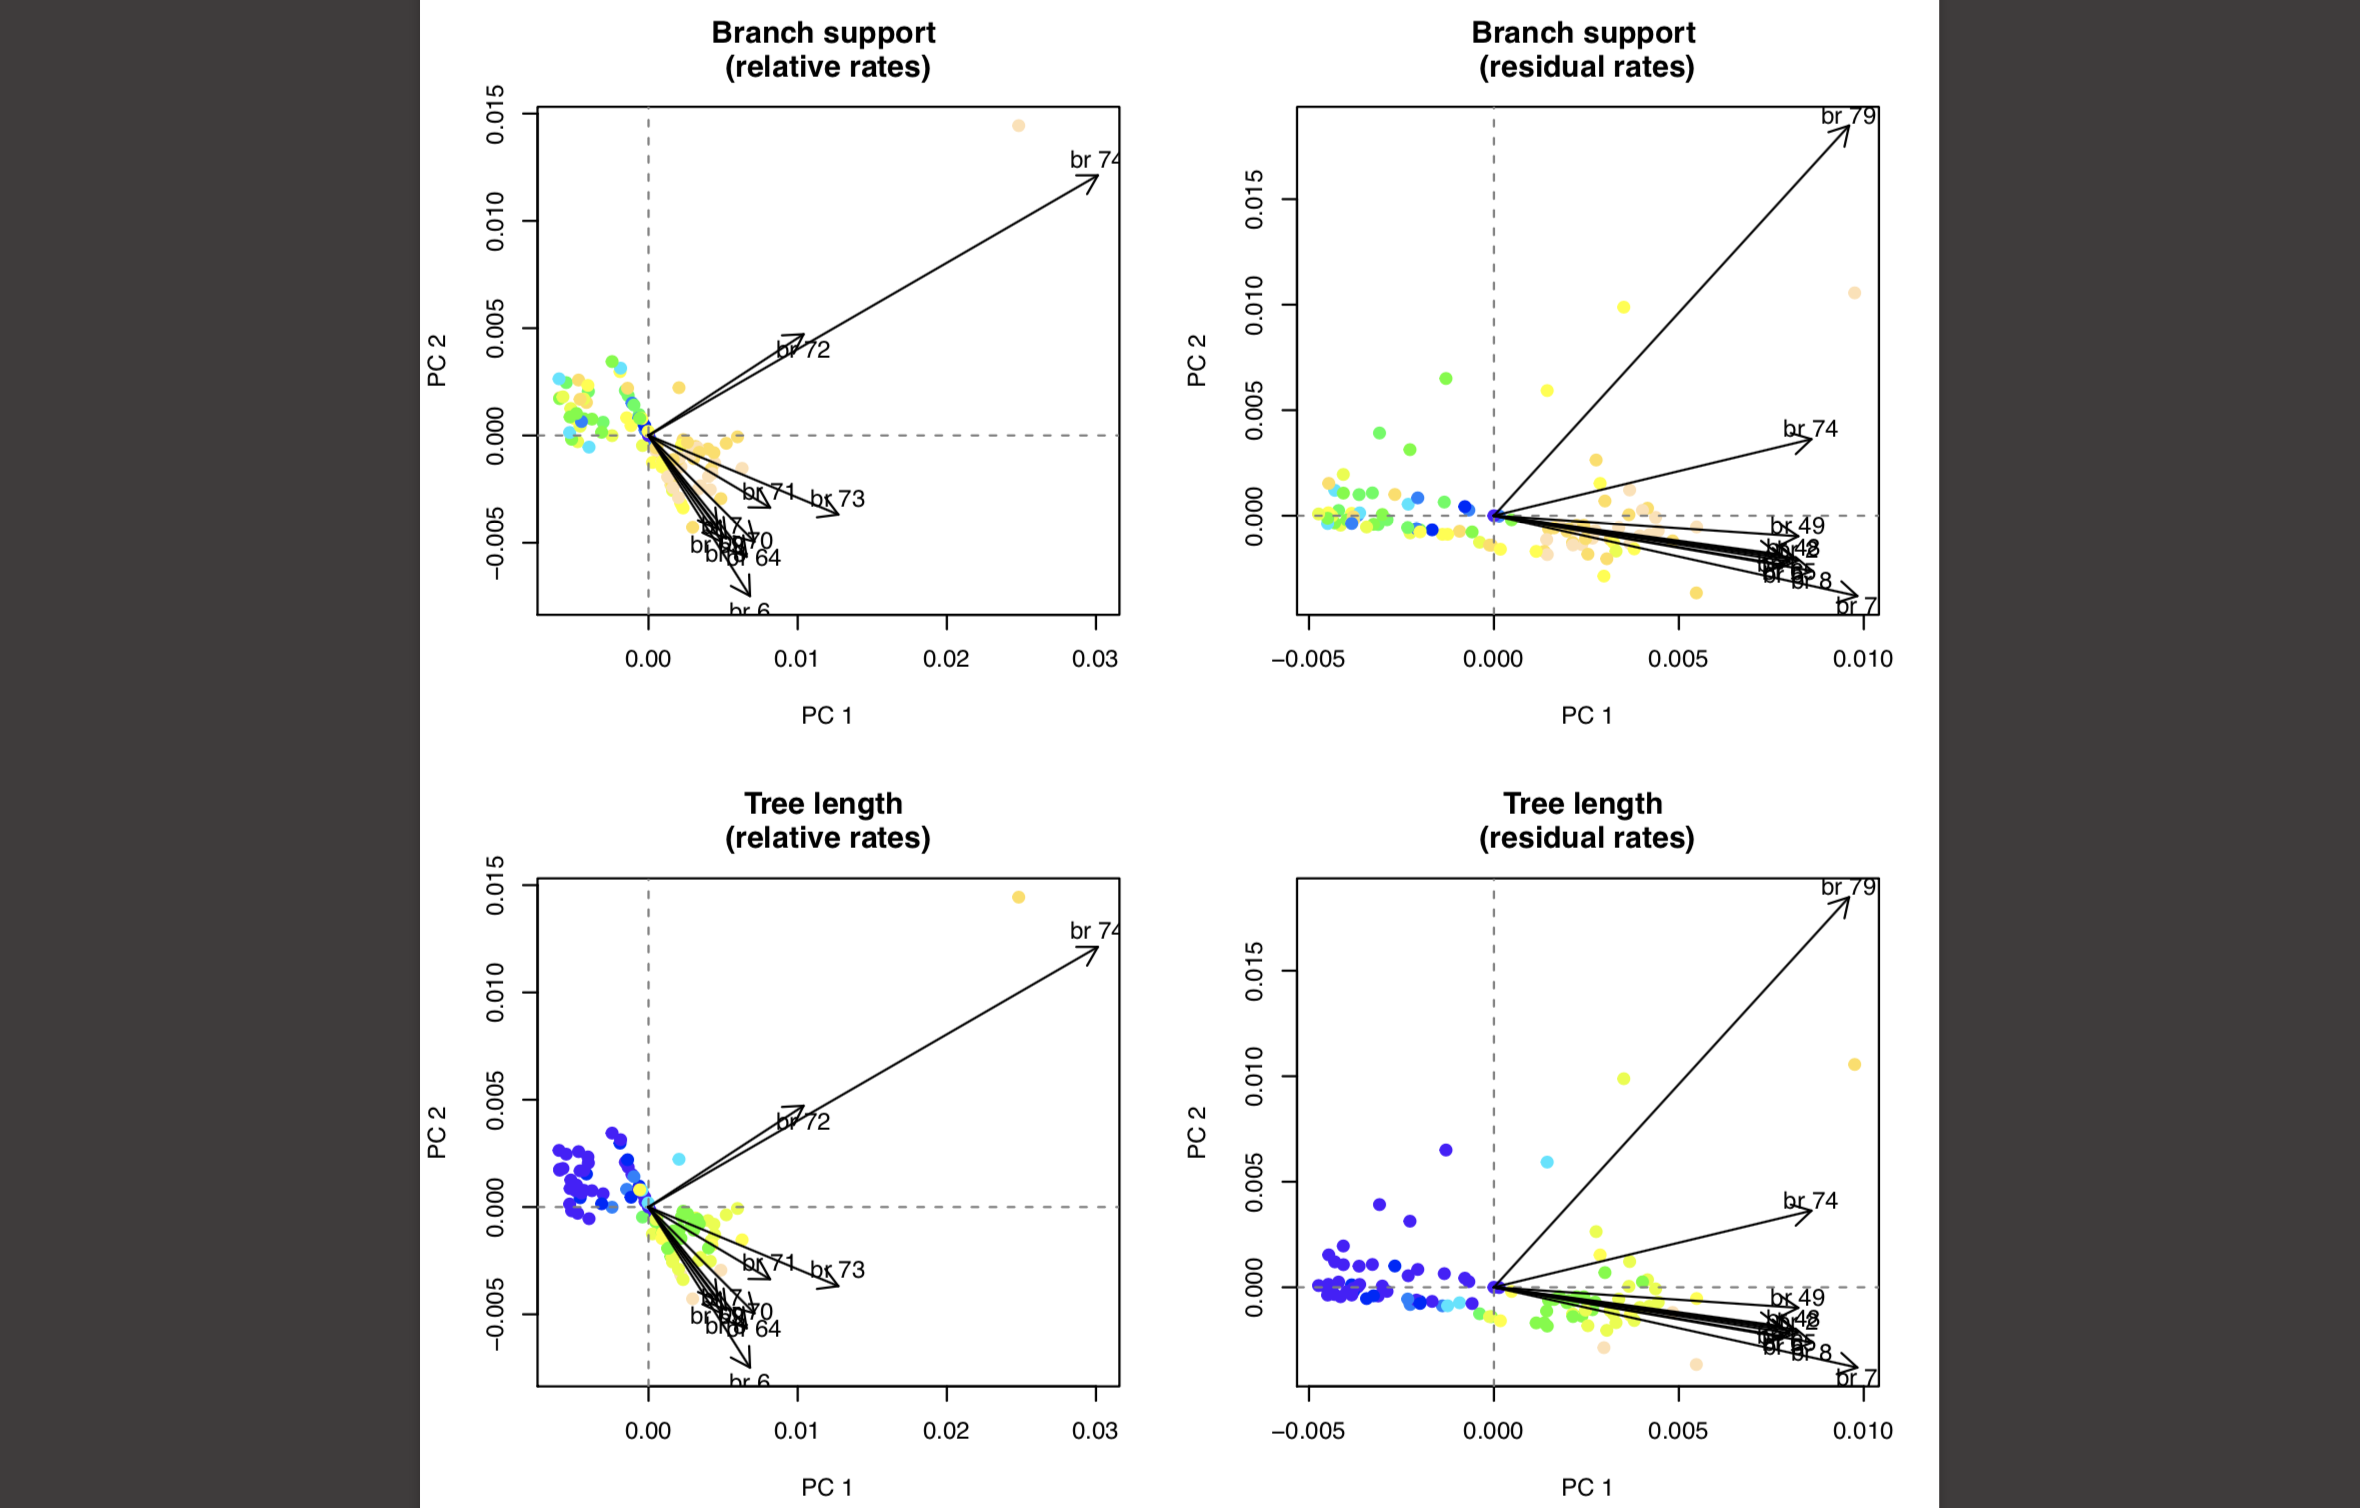 Branch support
(relative rates)
0.015
0.010
0.005
0.000
−0.005
PC 2
br 74
br 72
br 71
br 73
br 64
br 6
0.00
0.01
0.02
0.03
PC 1
Branch support
(residual rates)
0.015
0.010
0.005
0.000
PC 2
br 79
br 74
br 49
br 8
br 7
−0.005
0.000
0.005
0.010
PC 1
Tree length
(relative rates)
0.015
0.010
0.005
0.000
−0.005
PC 2
br 74
br 72
br 71
br 73
br 64
br 6
0.00
0.01
0.02
0.03
PC 1
Tree length
(residual rates)
0.015
0.010
0.005
0.000
PC 2
br 79
br 74
br 49
br 8
br 7
−0.005
0.000
0.005
0.010
PC 1